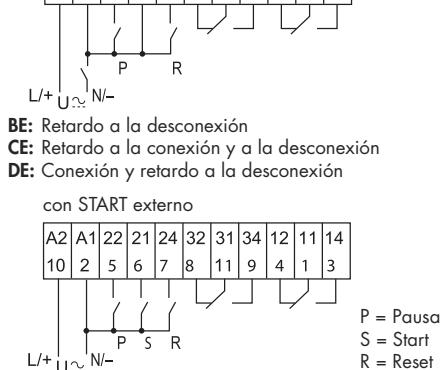 P R
L/+ U N/–
BE: Retardo a la desconexión
CE: Retardo a la conexión y a la desconexión
DE: Conexión y retardo a la desconexión
con START externo
A2 A1 22 21 24 32 31 34 12 11 14
10 2 5 6 7 8 11 9 4 1 3
P S R
P = Pausa
S = Start
L/+ U N/–
R = Reset